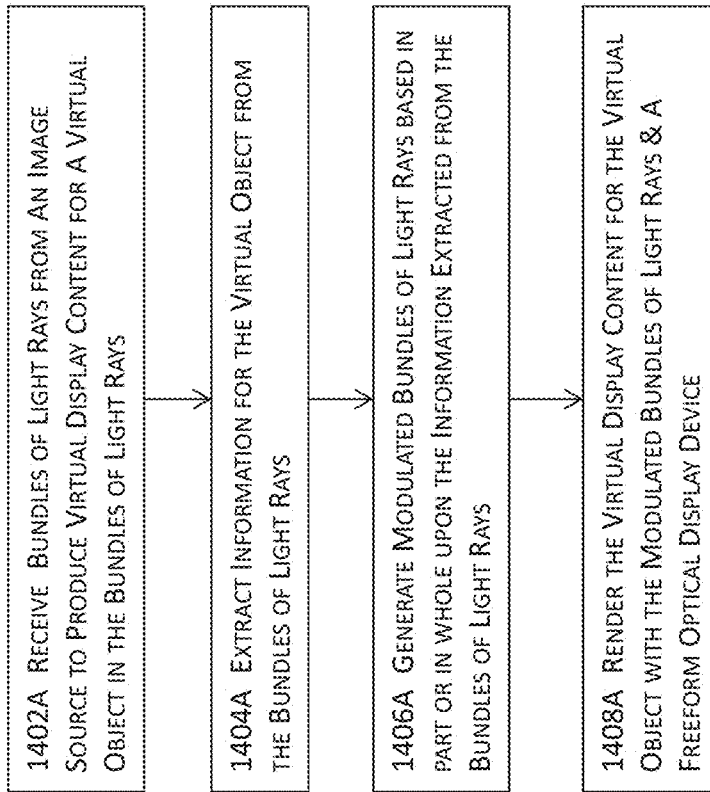 1402A RECEIVE BUNDLES OF LIGHT RAYS FROM AN IMAGE
SOURCE TO PRODUCE VIRTUAL DISPLAY CONTENT FOR A VIRTUAL
OBJECT IN THE BUNDLES OF LIGHT RAYS
1404A EXTRACT INFORMATION FOR THE VIRTUAL OBJECT FROM
THE BUNDLES OF LIGHT RAYS
1406A GENERATE MODULATED BUNDLES OF LIGHT RAYS BASED IN
PART OR IN WHOLE UPON THE INFORMATION EXTRACTED FROM THE
BUNDLES OF LIGHT RAYS
1408A RENDER THE VIRTUAL DISPLAY CONTENT FOR THE VIRTUAL
OBJECT WITH THE MODULATED BUNDLES OF LIGHT RAYS & A
FREEFORM OPTICAL DISPLAY DEVICE